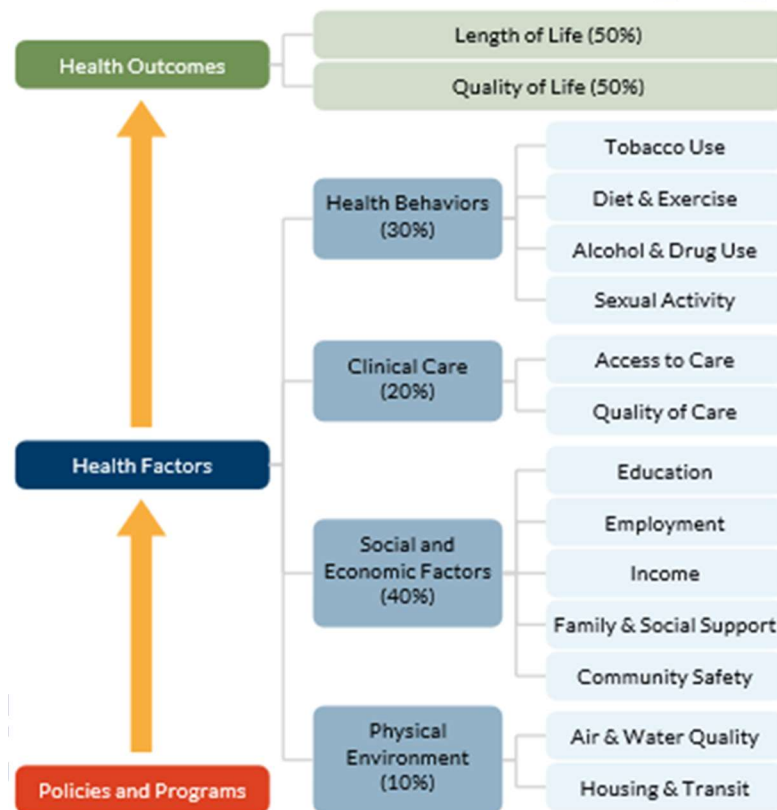 Length of Life (50%)
Health Outcomes
Quality of Life (50%)
Tobacco Use
Health Behaviors
(30%)
Diet & Exercise
Alcohol & Drug Use
Sexual Activity
Clinical Care
(20%)
Access to Care
Quality of Care
Health Factors
Education
Social and
Economic Factors
(40%)
Employment
Income
Family & Social Support
Community Safety
Physical
Environment
(10%)
Air & Water Quality
Housing & Transit
Policies and Programs